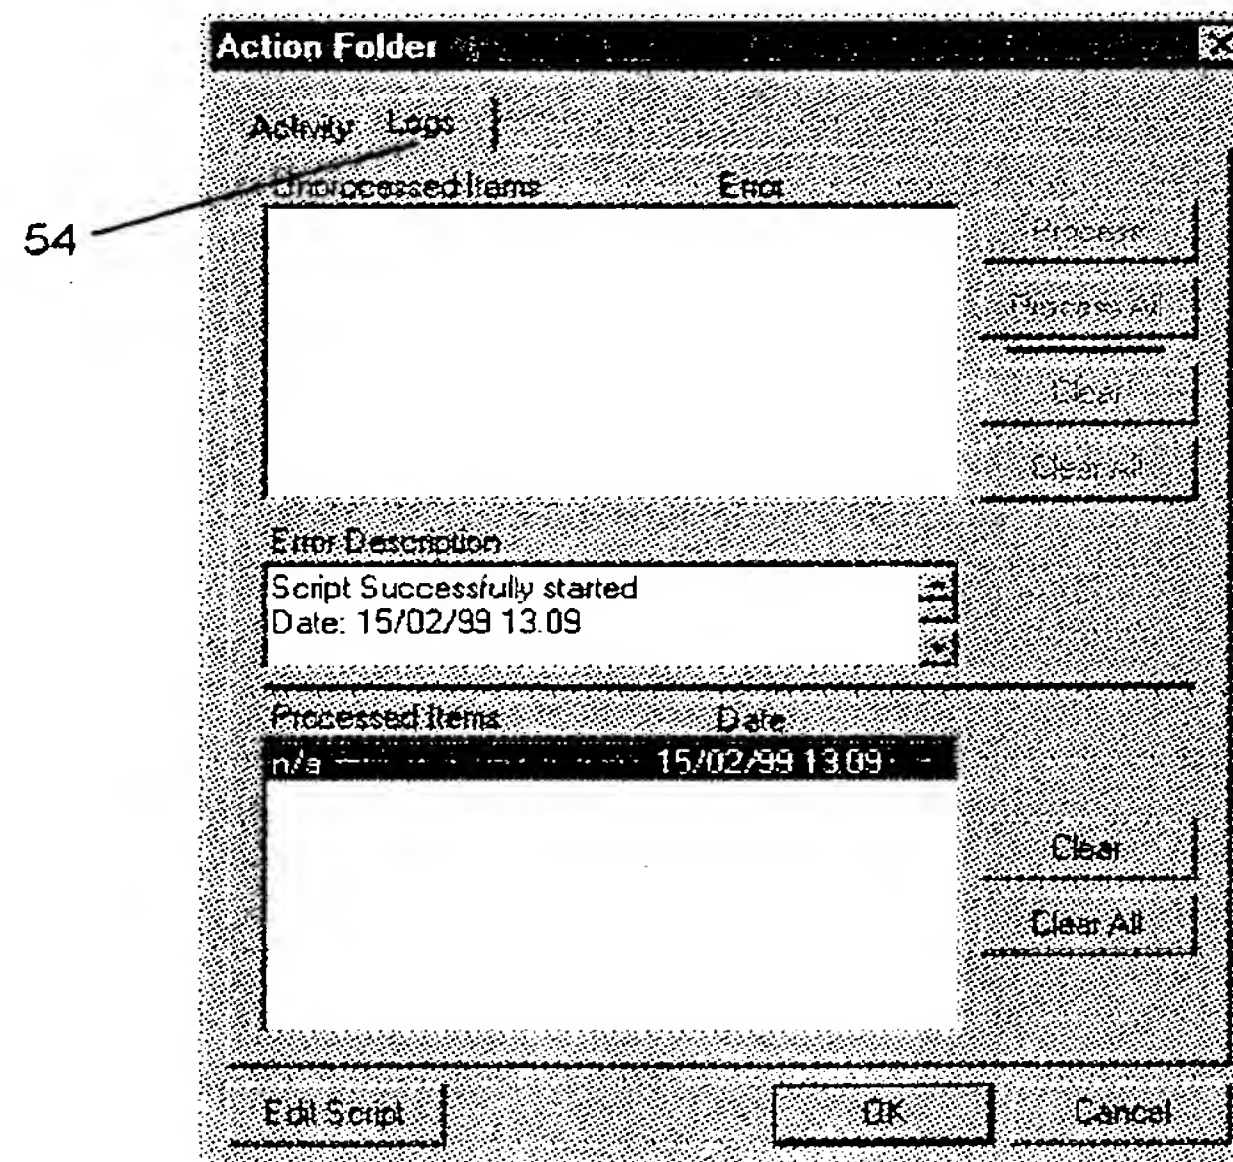 Action Folder
Activity Logs
54
Unprocessed Items Error
Process
Process All
Clear
Clear All
Error Description
Script Successfully started
Date: 15/02/99 13.09
Processed Items Date
n/a 15/02/99 13.09
Clear
Clear All
Edit Script OK Cancel